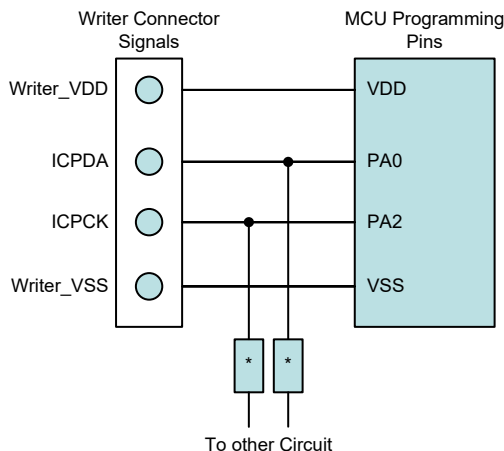 Writer Connector
Signals
MCU Programming
Pins
Writer_VDD
VDD
ICPDA
PA0
ICPCK
PA2
Writer_VSS
VSS
*
*
To other Circuit